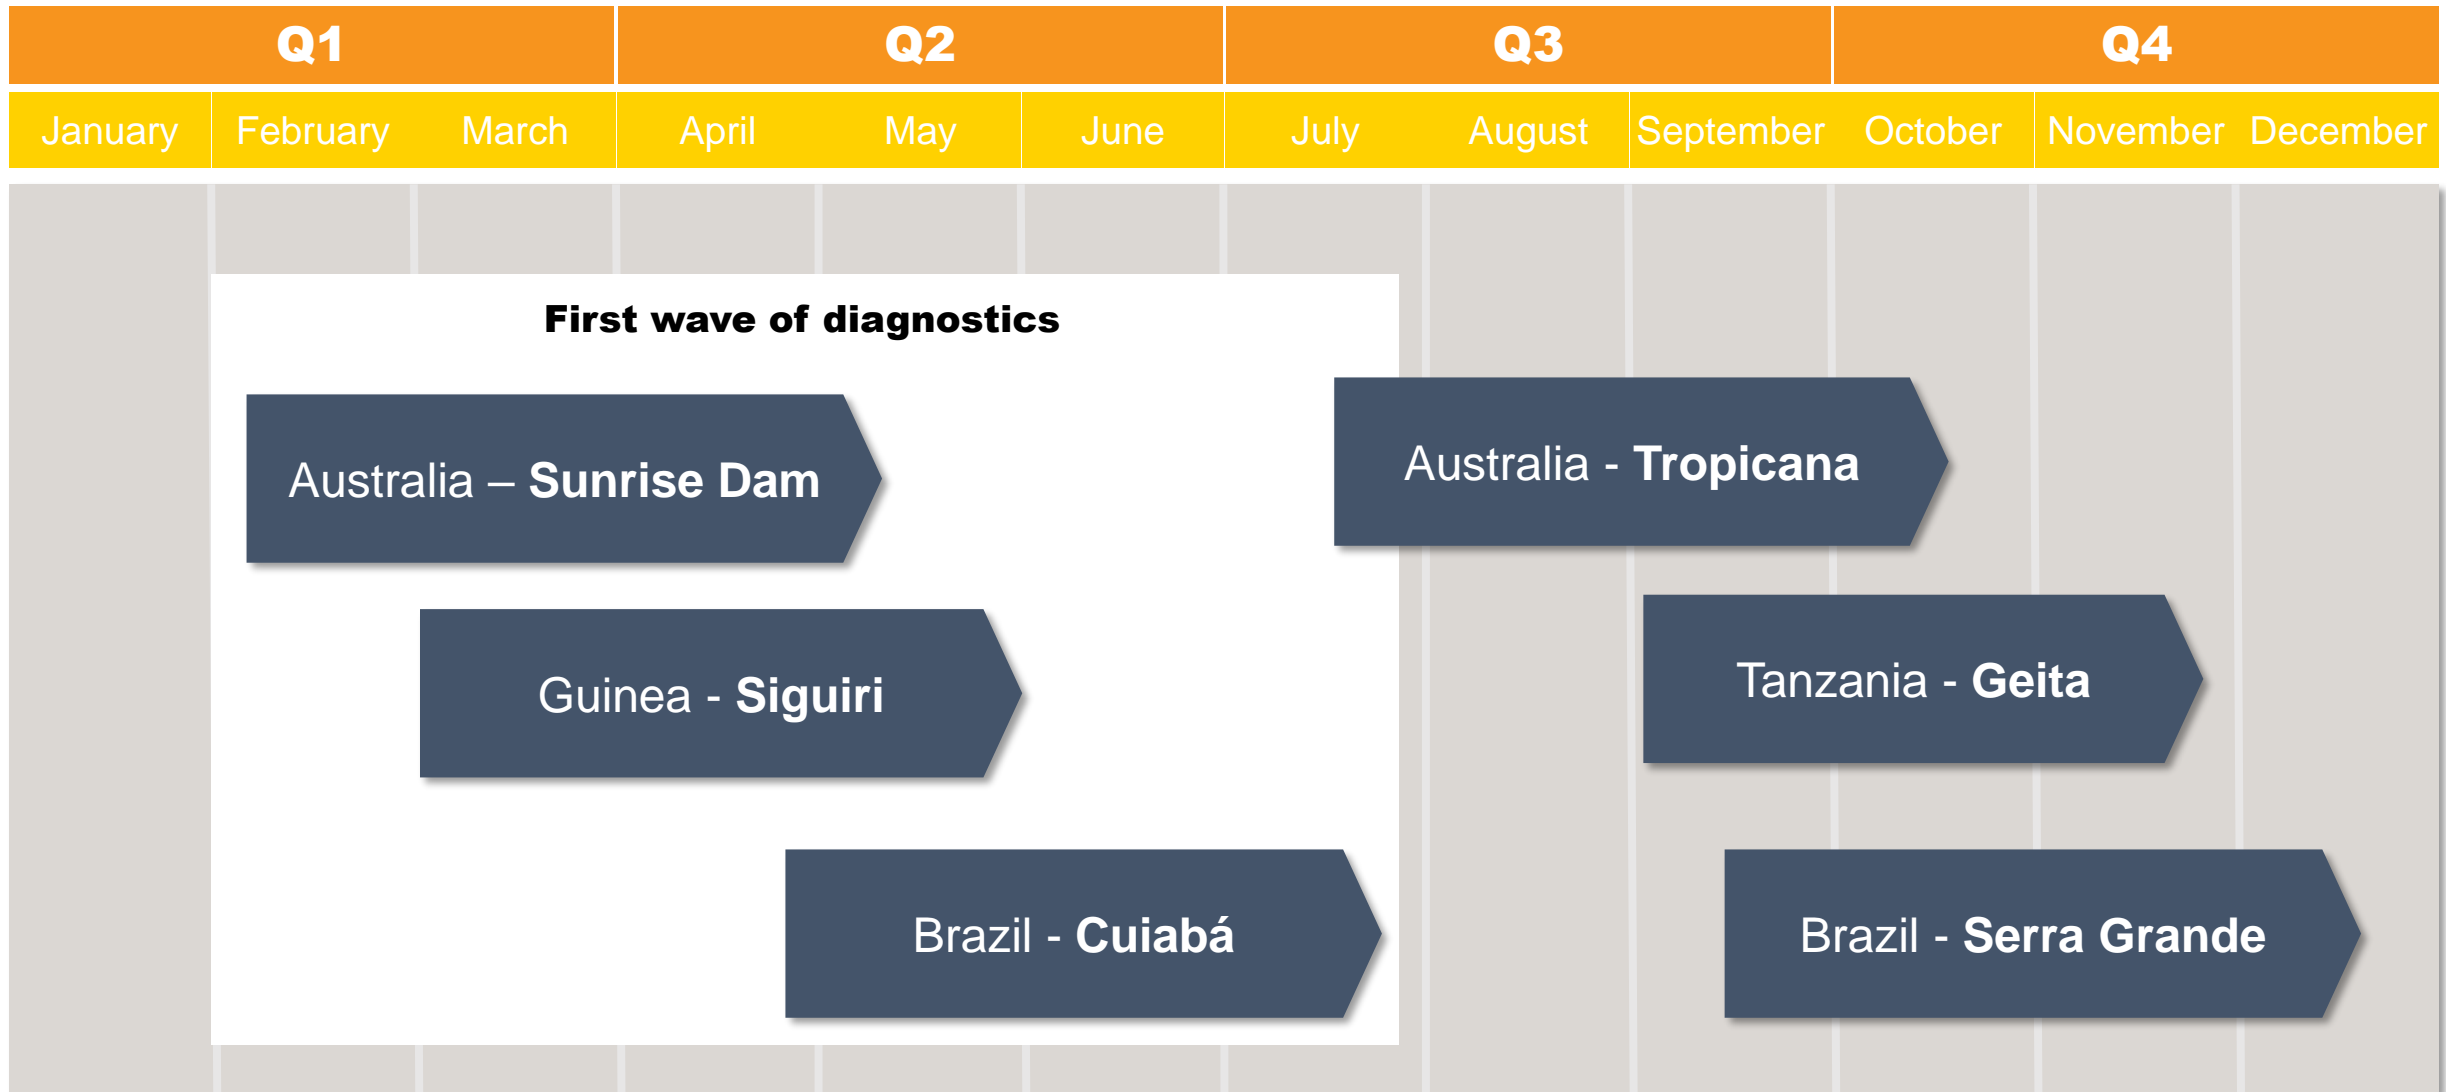 Q1 Q2 Q3 Q4
January February March April May June July August September October November December
First wave of diagnostics
Australia – Sunrise Dam
Australia - Tropicana
Guinea - Siguiri
Tanzania - Geita
Brazil - Cuiabá
Brazil - Serra Grande